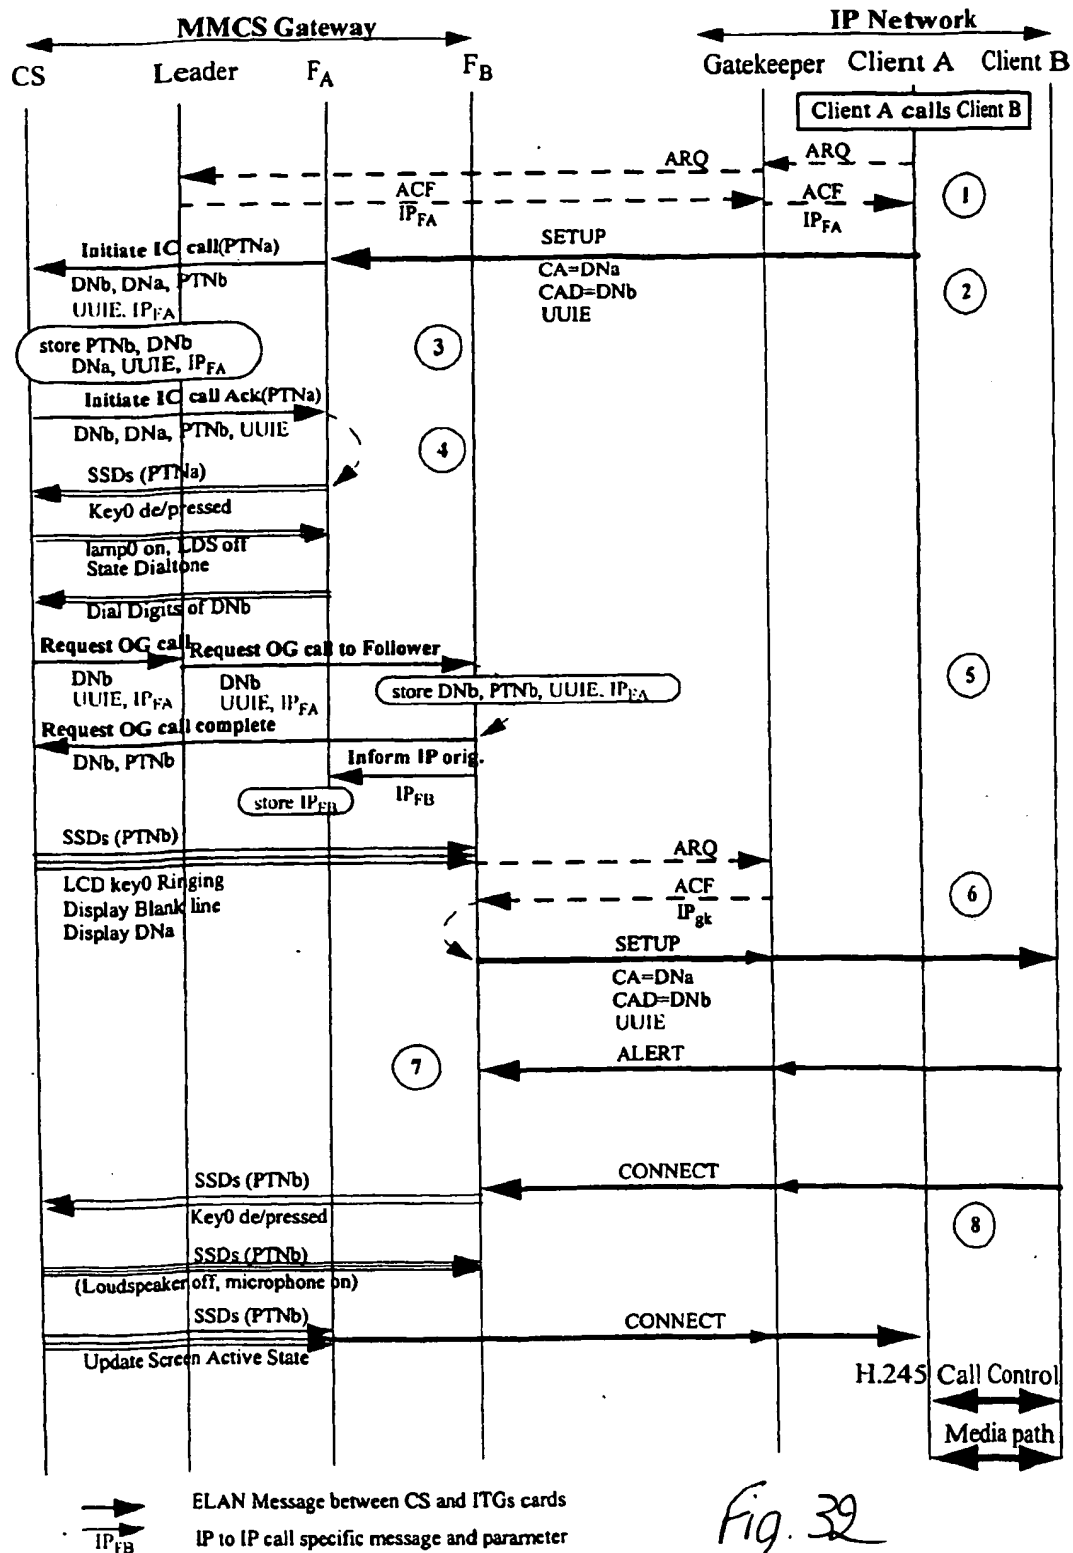 MMCS Gateway
IP Network
CS Leader FA FB Gatekeeper Client A Client B
Client A calls Client B
ARQ
ARQ
ACF
IPFA
ACF
IPFA
1
Initiate IC call(PTNa)
DNb, DNa, PTNb
UUIE, IPFA
SETUP
CA=DNa
CAD=DNb
UUIE
2
store PTNb, DNb
DNa, UUIE, IPFA
3
Initiate IC call Ack(PTNa)
DNb, DNa, PTNb, UUIE
4
SSDs (PTNa)
Key0 de/pressed
lamp0 on, LDS off
State Dialtone
Dial Digits of DNb
Request OG call
DNb
UUIE, IPFA
Request OG call to Follower
DNb
UUIE, IPFA
5
store DNb, PTNb, UUIE, IPFA
Request OG call complete
DNb, PTNb
Inform IP orig.
IPFB
store IPFB
SSDs (PTNb)
LCD key0 Ringing
Display Blank line
Display DNa
ARQ
ACF
IPgk
6
SETUP
CA=DNa
CAD=DNb
UUIE
ALERT
7
CONNECT
SSDs (PTNb)
Key0 de/pressed
8
SSDs (PTNb)
(Loudspeaker off, microphone on)
SSDs (PTNb)
Update Screen Active State
CONNECT
H.245 Call Control
Media path
ELAN Message between CS and ITGs cards
IPFB IP to IP call specific message and parameter
Fig. 32